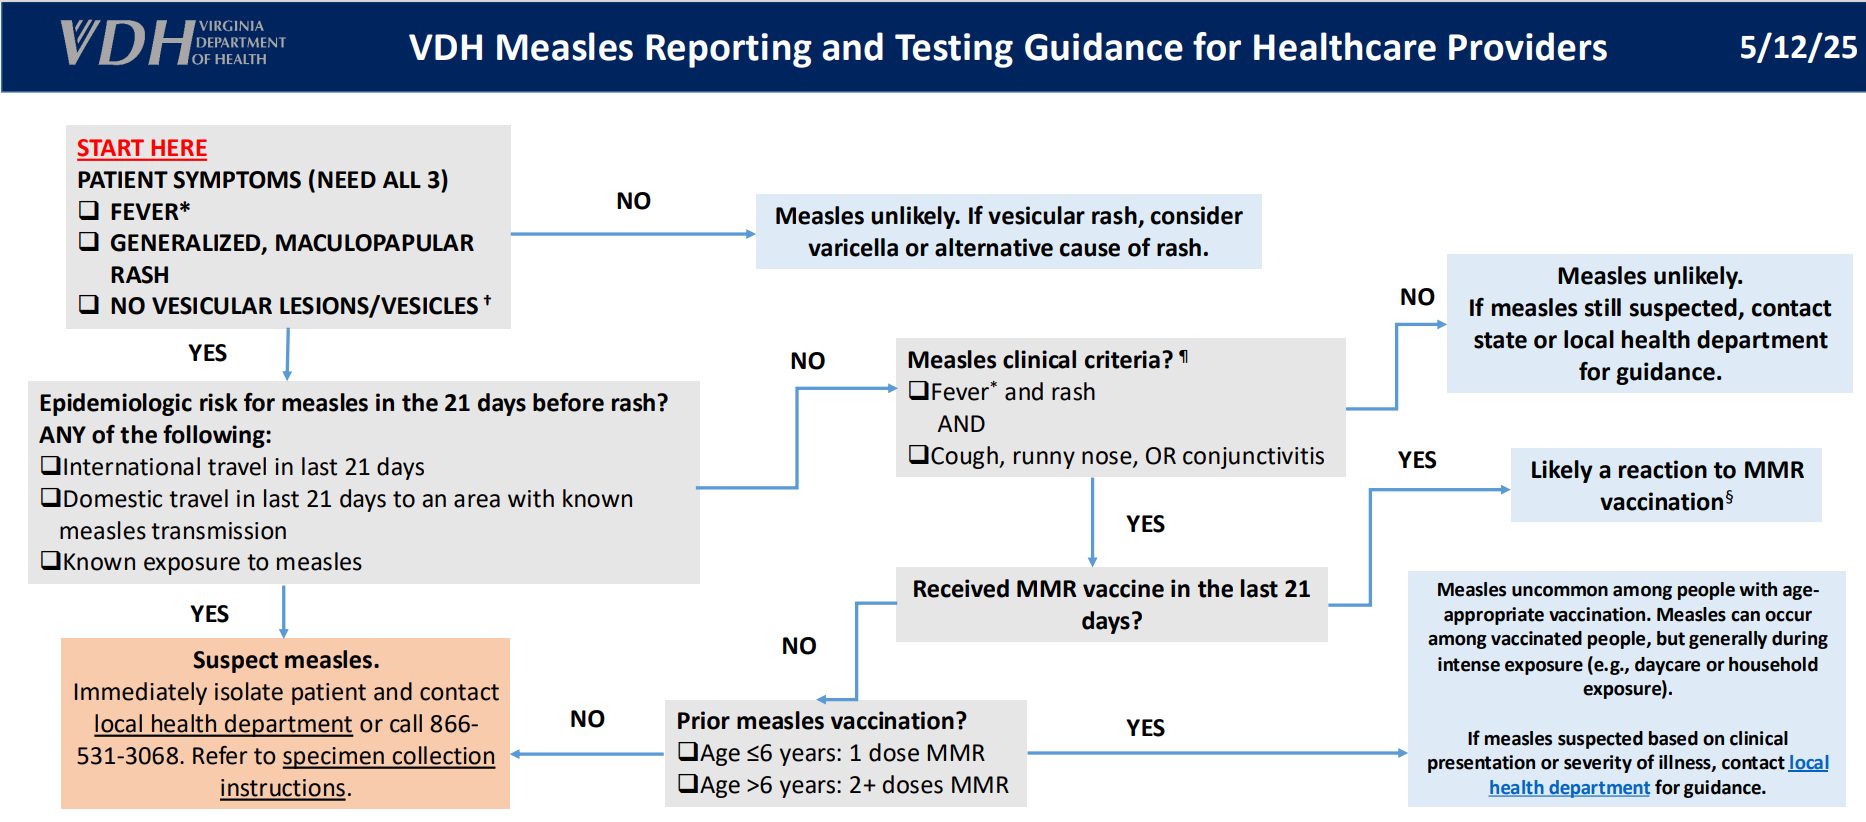 VDH VIRGINIA
DEPARTMENT
OF HEALTH
VDH Measles Reporting and Testing Guidance for Healthcare Providers
5/12/25
START HERE
PATIENT SYMPTOMS (NEED ALL 3)
❑ FEVER*
❑ GENERALIZED, MACULOPAPULAR
RASH
❑ NO VESICULAR LESIONS/VESICLES †
NO
Measles unlikely. If vesicular rash, consider
varicella or alternative cause of rash.
YES
Epidemiologic risk for measles in the 21 days before rash?
ANY of the following:
❑International travel in last 21 days
❑Domestic travel in last 21 days to an area with known
measles transmission
❑Known exposure to measles
NO
Measles clinical criteria? ¶
❑Fever* and rash
AND
❑Cough, runny nose, OR conjunctivitis
NO
Measles unlikely.
If measles still suspected, contact
state or local health department
for guidance.
YES
Received MMR vaccine in the last 21
days?
YES
Likely a reaction to MMR
vaccination§
NO
Prior measles vaccination?
❑Age ≤6 years: 1 dose MMR
❑Age >6 years: 2+ doses MMR
YES
Measles uncommon among people with age-
appropriate vaccination. Measles can occur
among vaccinated people, but generally during
intense exposure (e.g., daycare or household
exposure).
If measles suspected based on clinical
presentation or severity of illness, contact local
health department for guidance.
NO
YES
Suspect measles.
Immediately isolate patient and contact
local health department or call 866-
531-3068. Refer to specimen collection
instructions.